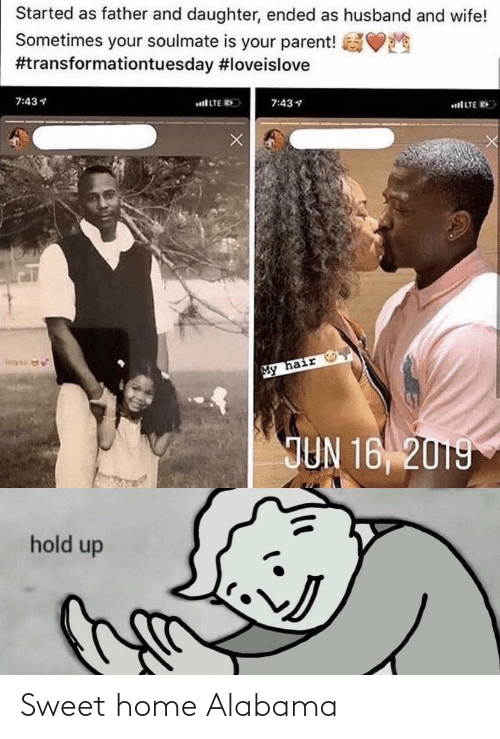 Started as father and daughter, ended as husband and wife!
Sometimes your soulmate is your parent!
#transformationtuesday #loveislove
7:43
LTE
7:43
LTE
My hair
JUN 16, 2019
hold up
Sweet home Alabama